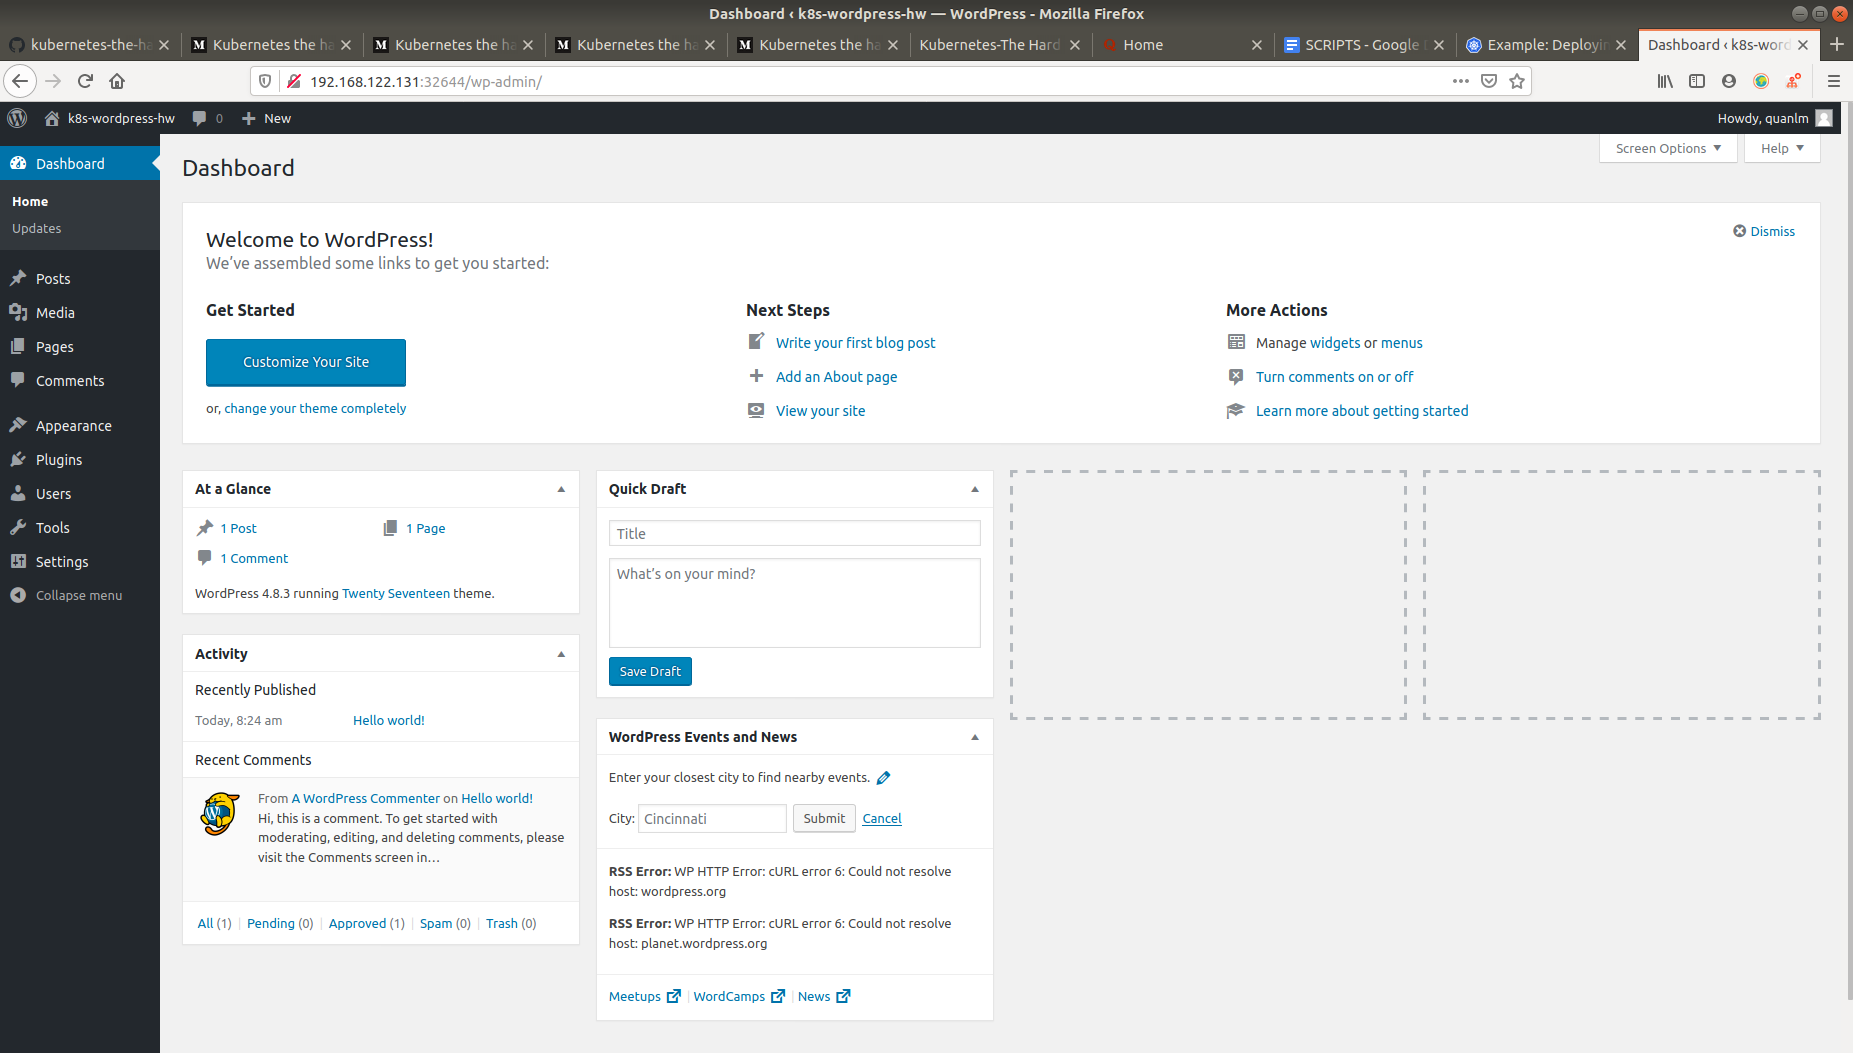 Dashboard ‹ k8s-wordpress-hw — WordPress - Mozilla Firefox
kubernetes-the-ha
Kubernetes the ha
Kubernetes the ha
Kubernetes the ha
Kubernetes the ha
Kubernetes-The Hard
Home
SCRIPTS - Google
Example: Deployin
Dashboard ‹ k8s-word
192.168.122.131:32644/wp-admin/
k8s-wordpress-hw
0
New
Howdy, quanlm
Dashboard
Home
Updates
Posts
Media
Pages
Comments
Appearance
Plugins
Users
Tools
Settings
Collapse menu
Dashboard
Screen Options
Help
Welcome to WordPress!
We've assembled some links to get you started:
Dismiss
Get Started
Customize Your Site
or, change your theme completely
Next Steps
Write your first blog post
Add an About page
View your site
More Actions
Manage widgets or menus
Turn comments on or off
Learn more about getting started
At a Glance
1 Post
1 Page
1 Comment
WordPress 4.8.3 running Twenty Seventeen theme.
Activity
Recently Published
Today, 8:24 am
Hello world!
Recent Comments
From A WordPress Commenter on Hello world!
Hi, this is a comment. To get started with
moderating, editing, and deleting comments, please
visit the Comments screen in…
All (1) | Pending (0) | Approved (1) | Spam (0) | Trash (0)
Quick Draft
Title
What's on your mind?
Save Draft
WordPress Events and News
Enter your closest city to find nearby events.
City: Cincinnati Submit Cancel
RSS Error: WP HTTP Error: cURL error 6: Could not resolve
host: wordpress.org
RSS Error: WP HTTP Error: cURL error 6: Could not resolve
host: planet.wordpress.org
Meetups | WordCamps | News